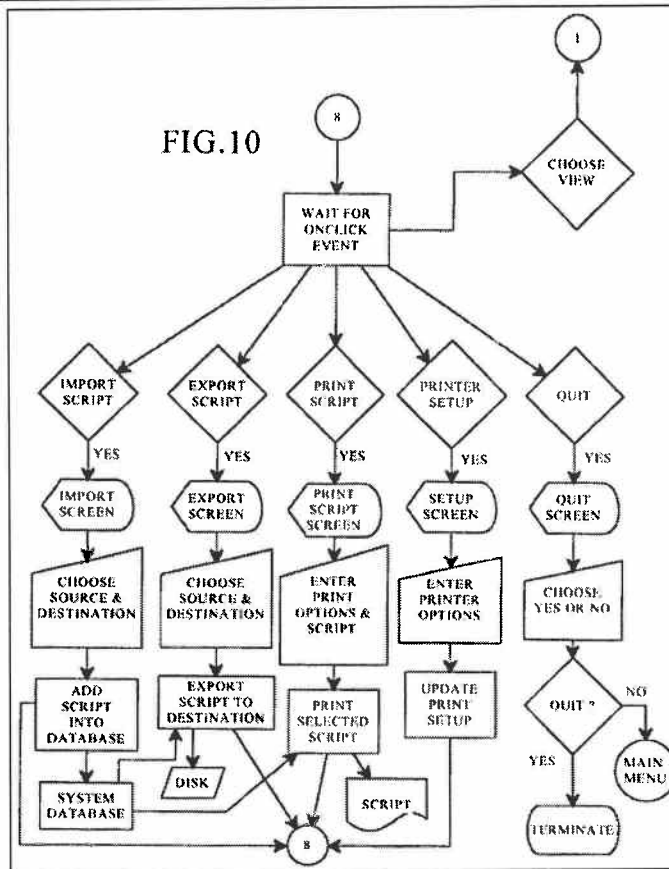 1
8
FIG.10
CHOOSE
VIEW
WAIT FOR
ONCLICK
EVENT
IMPORT
SCRIPT
EXPORT
SCRIPT
PRINT
SCRIPT
PRINTER
SETUP
QUIT
YES
YES
YES
YES
YES
IMPORT
SCREEN
EXPORT
SCREEN
PRINT
SCRIPT
SCREEN
SETUP
SCREEN
QUIT
SCREEN
CHOOSE
SOURCE &
DESTINATION
CHOOSE
SOURCE &
DESTINATION
ENTER
PRINT
OPTIONS &
SCRIPT
ENTER
PRINTER
OPTIONS
CHOOSE
YES OR NO
ADD
SCRIPT
INTO
DATABASE
EXPORT
SCRIPT TO
DESTINATION
PRINT
SELECTED
SCRIPT
UPDATE
PRINT
SETUP
QUIT ?
NO
YES
MAIN
MENU
SYSTEM
DATABASE
DISK
SCRIPT
8
TERMINATE